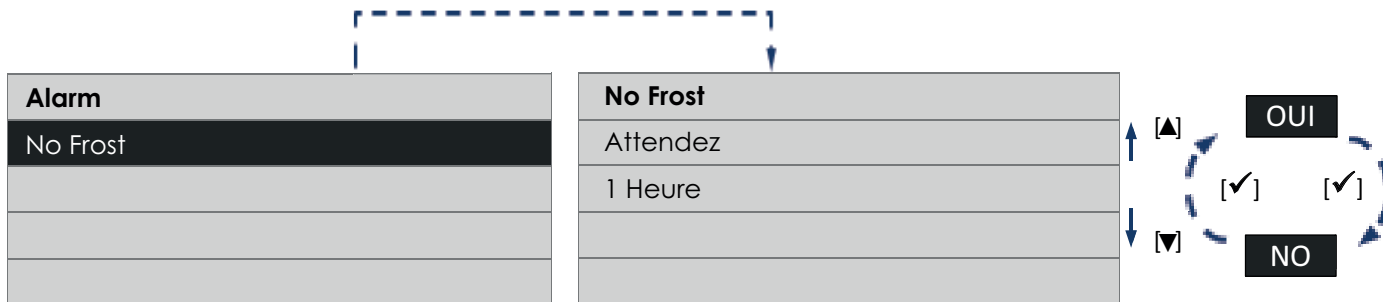 Alarm
No Frost
No Frost
Attendez
1 Heure
[▲]
[▼]
OUI
[✓] [✓]
NO